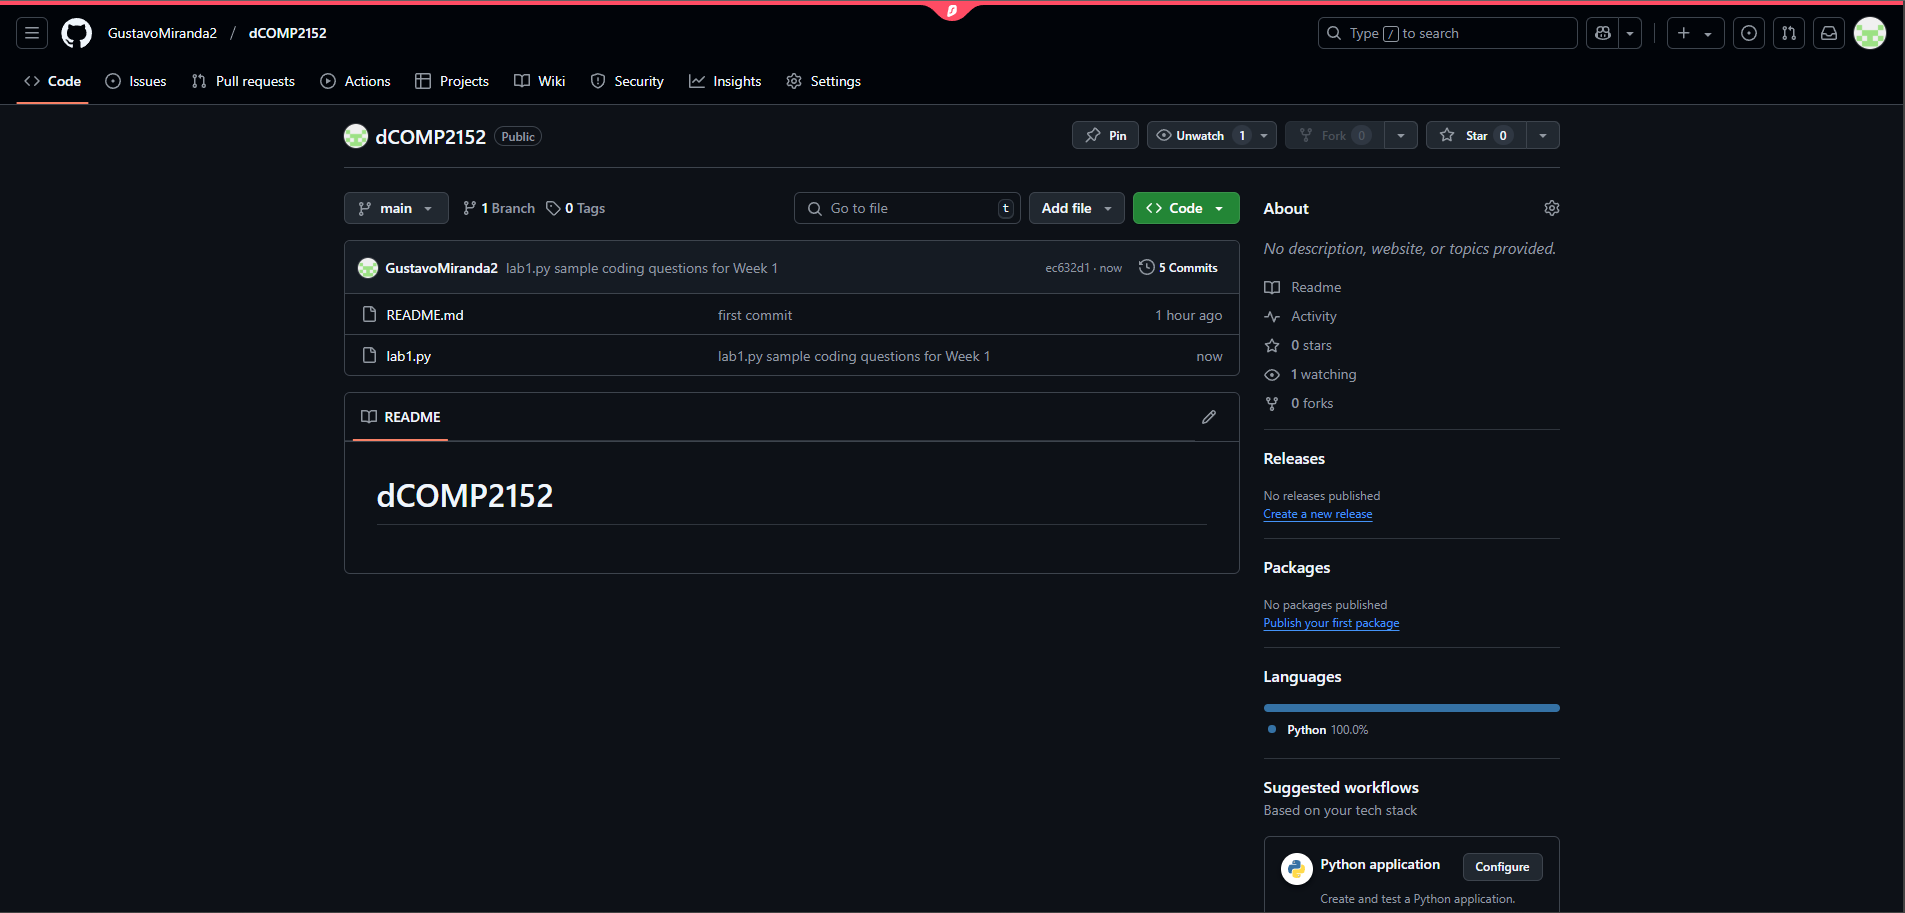 D
GustavoMiranda2 / dCOMP2152
Type / to search
Code Issues Pull requests Actions Projects Wiki Security Insights Settings
dCOMP2152 Public
Pin Unwatch 1 Fork 0 Star 0
main 1 Branch 0 Tags Go to file t Add file Code
GustavoMiranda2 lab1.py sample coding questions for Week 1 ec632d1 · now 5 Commits
README.md first commit 1 hour ago
lab1.py lab1.py sample coding questions for Week 1 now
README
dCOMP2152
About
No description, website, or topics provided.
Readme
Activity
0 stars
1 watching
0 forks
Releases
No releases published
Create a new release
Packages
No packages published
Publish your first package
Languages
Python 100.0%
Suggested workflows
Based on your tech stack
Python application Configure
Create and test a Python application.